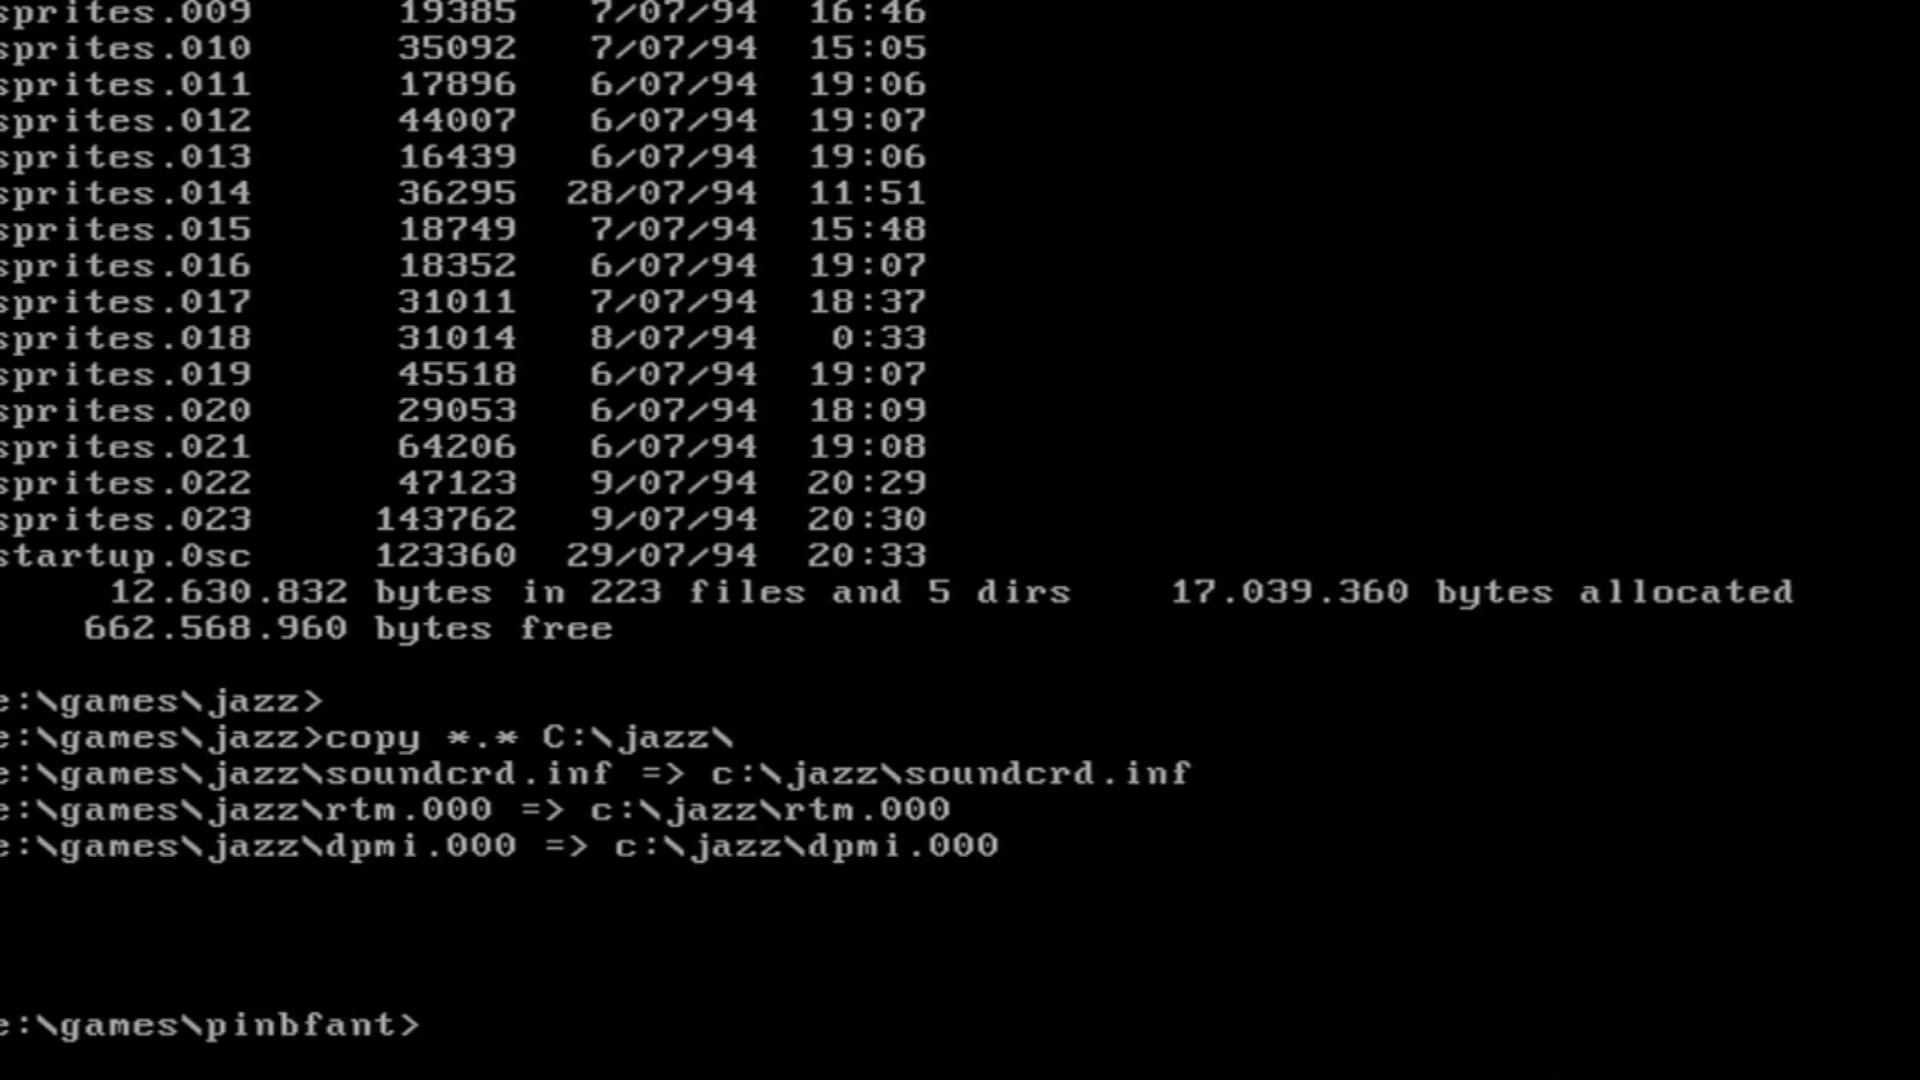 sprites.009 19385 7/07/94 16:46
sprites.010 35092 7/07/94 15:05
sprites.011 17896 6/07/94 19:06
sprites.012 44007 6/07/94 19:07
sprites.013 16439 6/07/94 19:06
sprites.014 36295 28/07/94 11:51
sprites.015 18749 7/07/94 15:48
sprites.016 18352 6/07/94 19:07
sprites.017 31011 7/07/94 18:37
sprites.018 31014 8/07/94 0:33
sprites.019 45518 6/07/94 19:07
sprites.020 29053 6/07/94 18:09
sprites.021 64206 6/07/94 19:08
sprites.022 47123 9/07/94 20:29
sprites.023 143762 9/07/94 20:30
startup.0sc 123360 29/07/94 20:33
12.630.832 bytes in 223 files and 5 dirs 17.039.360 bytes allocated
662.568.960 bytes free
e:\games\jazz>
e:\games\jazz>copy *.* C:\jazz\
e:\games\jazz\soundcrd.inf => c:\jazz\soundcrd.inf
e:\games\jazz\rtm.000 => c:\jazz\rtm.000
e:\games\jazz\dpmi.000 => c:\jazz\dpmi.000
e:\games\pinbfant>